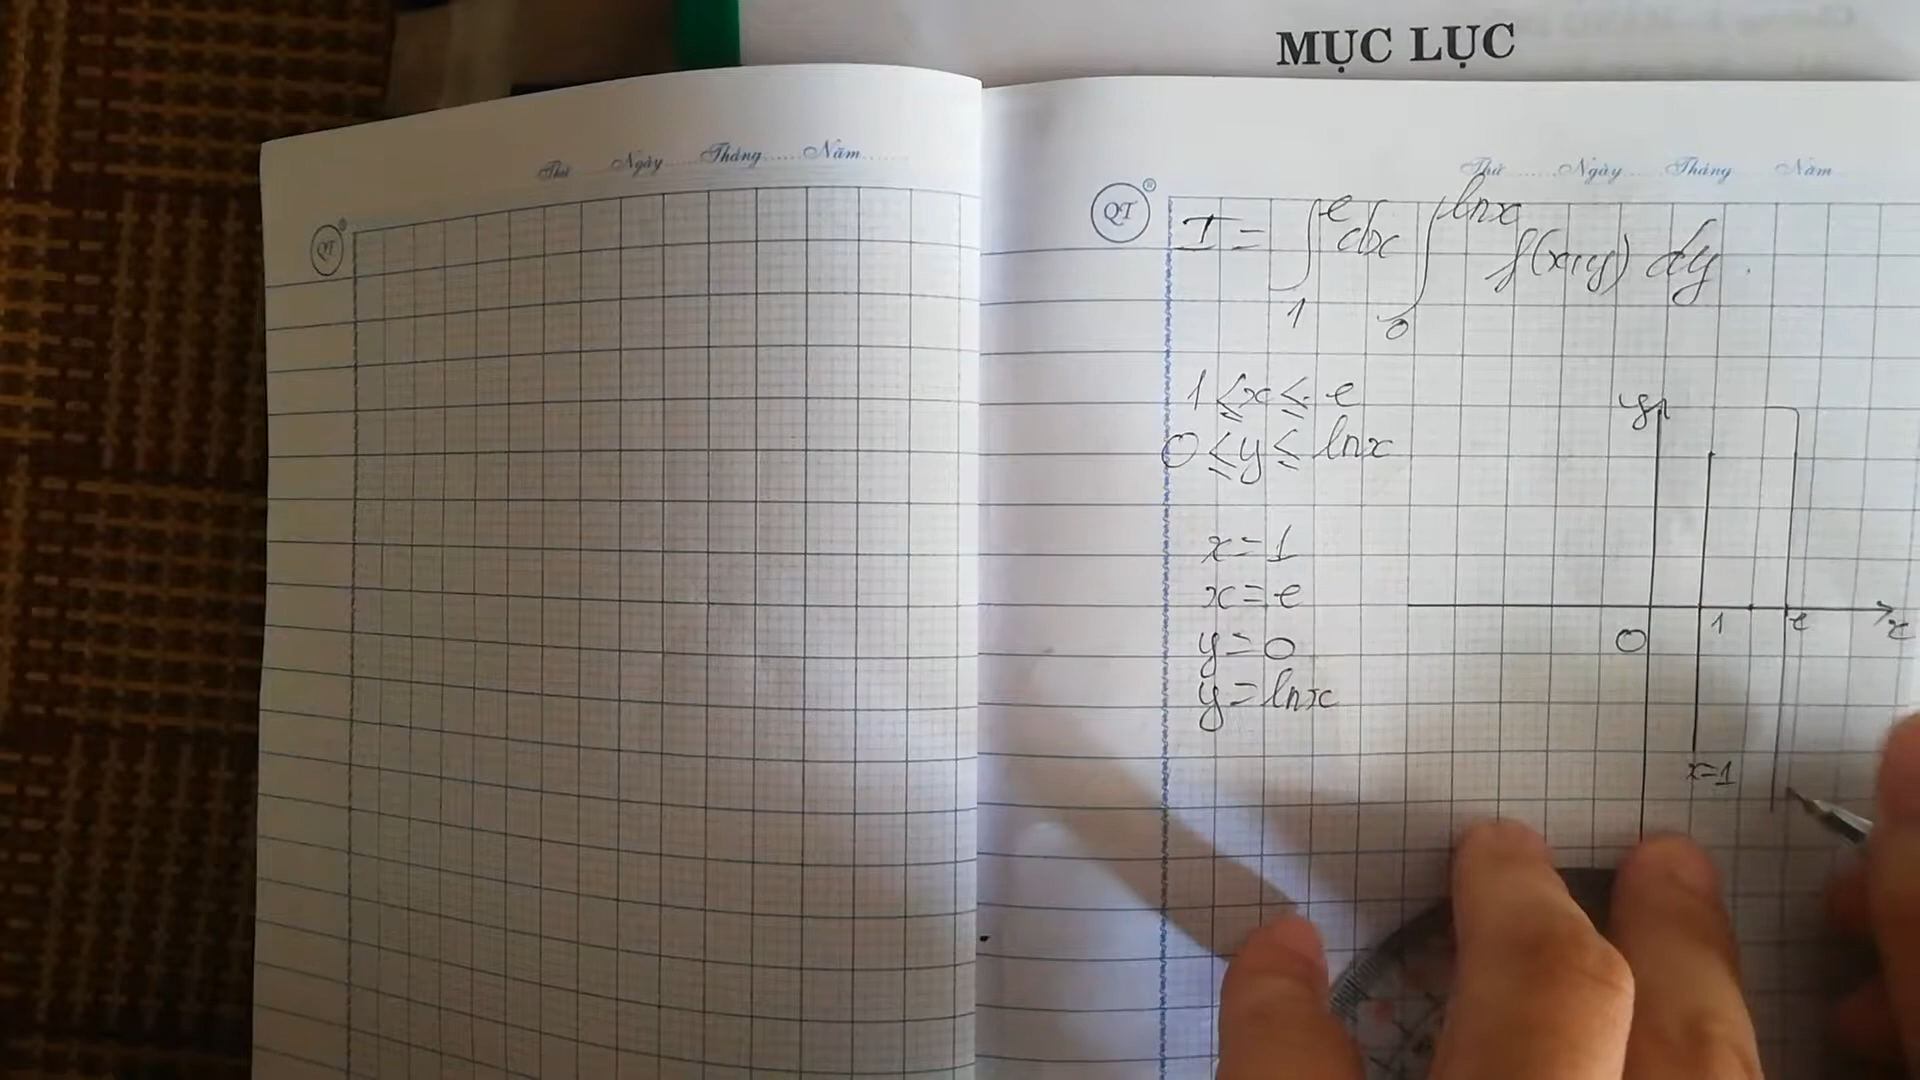 MỤC LỤC
Thứ Ngày Tháng Năm
QT
Thứ Ngày Tháng Năm
QT
I = ∫₁ᵉ dx ∫₀^lnx f(x,y) dy.
1 ≤ x ≤ e
0 ≤ y ≤ lnx
x = 1
x = e
y = 0
y = lnx
y
O 1 e x
x=1